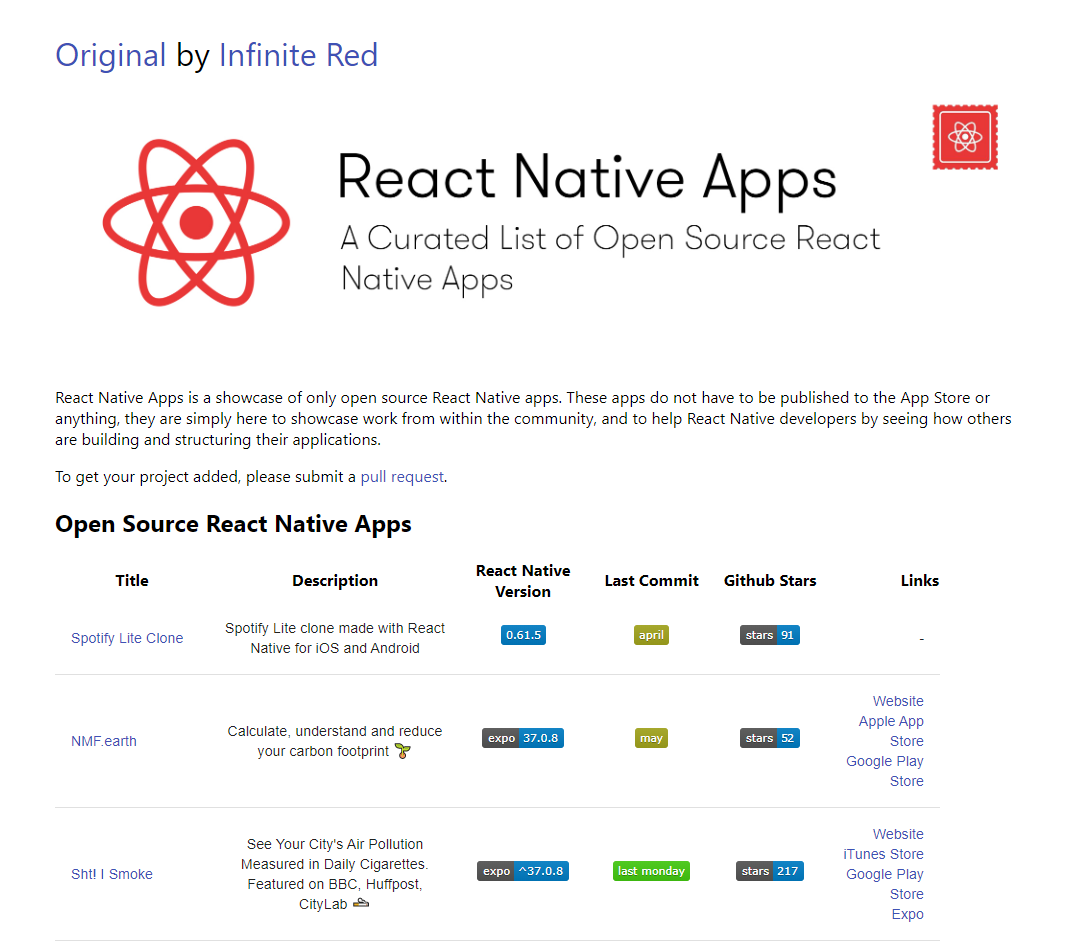 Original by Infinite Red
React Native Apps
A Curated List of Open Source React
Native Apps
React Native Apps is a showcase of only open source React Native apps. These apps do not have to be published to the App Store or
anything, they are simply here to showcase work from within the community, and to help React Native developers by seeing how others
are building and structuring their applications.
To get your project added, please submit a pull request.
Open Source React Native Apps
Title Description React Native Version Last Commit Github Stars Links
Spotify Lite Clone
Spotify Lite clone made with React
Native for iOS and Android
0.61.5
april
stars 91
-
NMF.earth
Calculate, understand and reduce
your carbon footprint 🌱
expo 37.0.8
may
stars 52
Website
Apple App
Store
Google Play
Store
Sht! I Smoke
See Your City's Air Pollution
Measured in Daily Cigarettes.
Featured on BBC, Huffpost,
CityLab 🚬
expo ^37.0.8
last monday
stars 217
Website
iTunes Store
Google Play
Store
Expo